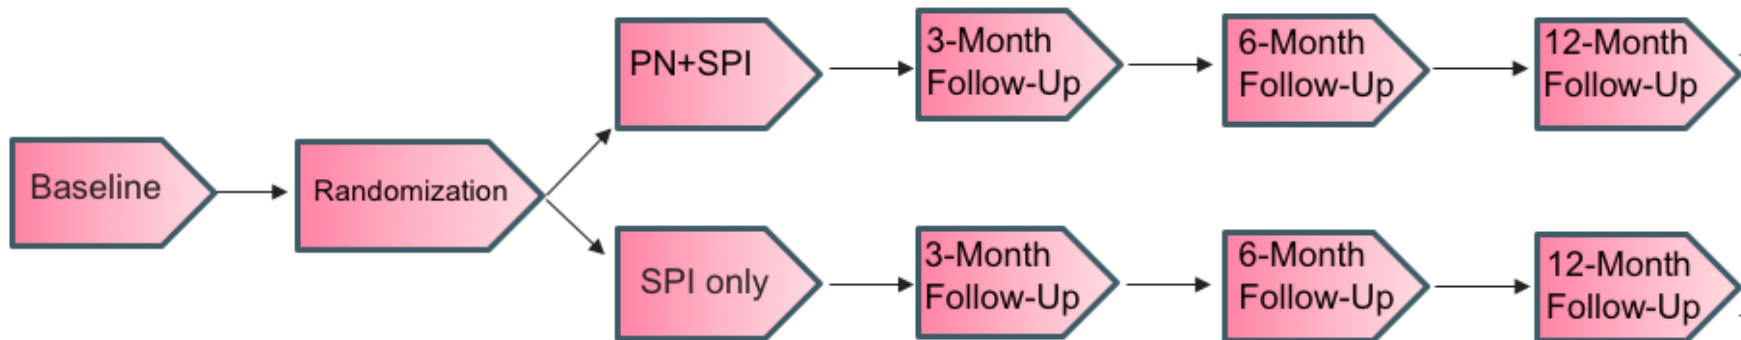 Baseline
Randomization
PN+SPI
3-Month
Follow-Up
6-Month
Follow-Up
12-Month
Follow-Up
SPI only
3-Month
Follow-Up
6-Month
Follow-Up
12-Month
Follow-Up